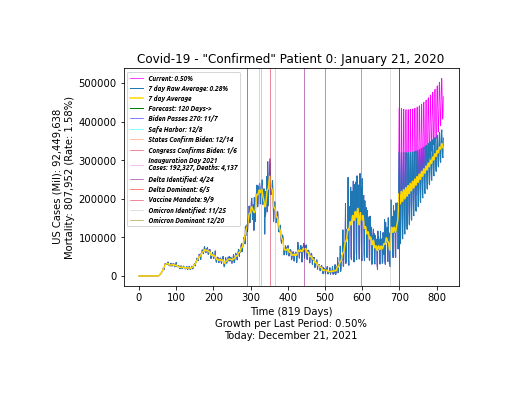 Covid-19 - "Confirmed" Patient 0: January 21, 2020
US Cases (Mil): 92,449,638
Mortality: 807,952 (Rate: 1.58%)
500000
400000
300000
200000
100000
0
Current: 0.50%
7 day Raw Average: 0.28%
7 day Average
Forecast: 120 Days->
Biden Passes 270: 11/7
Safe Harbor: 12/8
States Confirm Biden: 12/14
Congress Confirms Biden: 1/6
Inauguration Day 2021
Cases: 192,327, Deaths: 4,137
Delta Identified: 4/24
Delta Dominant: 6/5
Vaccine Mandate: 9/9
Omicron Identified: 11/25
Omicron Dominant: 12/20
0 100 200 300 400 500 600 700 800
Time (819 Days)
Growth per Last Period: 0.50%
Today: December 21, 2021